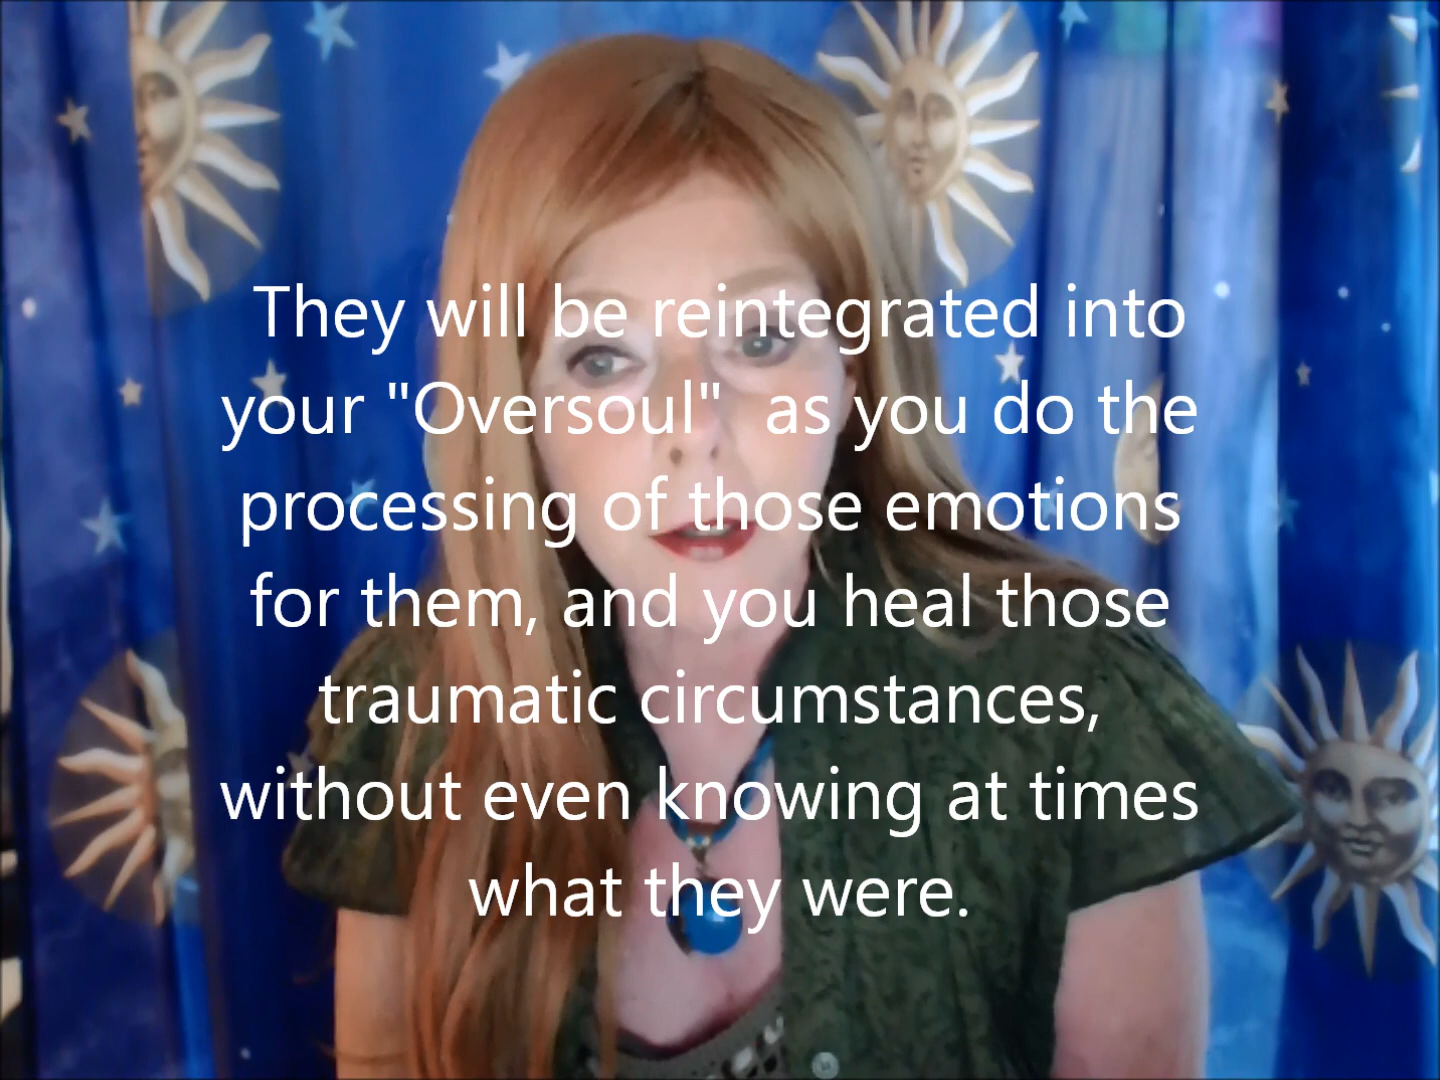 They will be reintegrated into
your "Oversoul"  as you do the
processing of those emotions
for them, and you heal those
traumatic circumstances,
without even knowing at times
what they were.